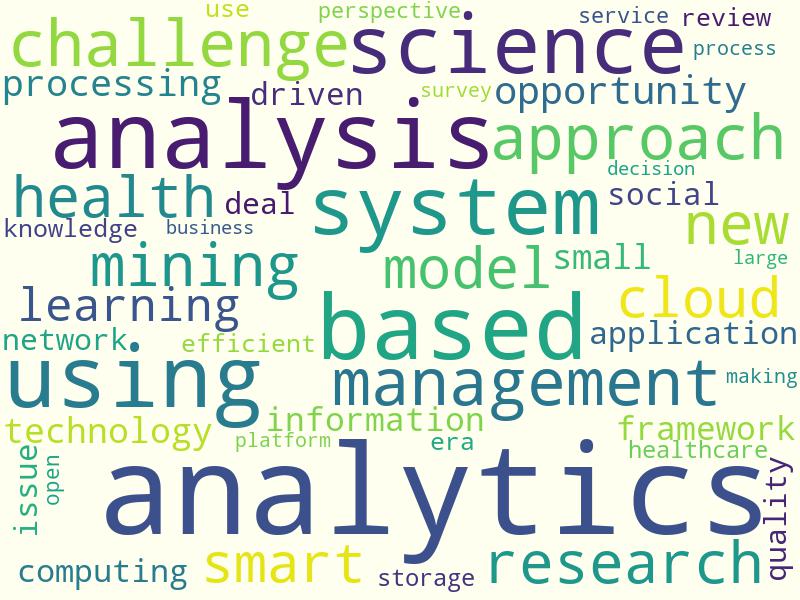 use
perspective
service
review
challenge
science
process
processing
driven
survey
opportunity
analysis
approach
decision
health
deal
system
social
knowledge
business
new
mining
model
small
large
learning
cloud
network
efficient
based
application
using
management
making
technology
information
framework
platform
era
healthcare
issue
open
analytics
quality
computing
smart
storage
research